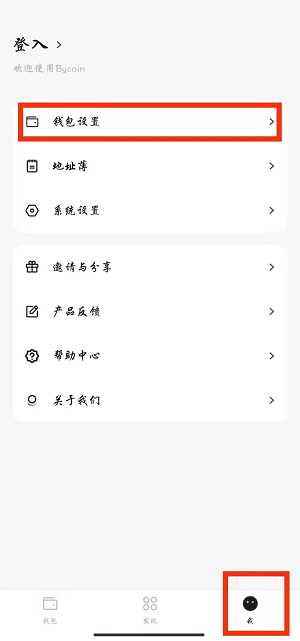 登入
欢迎使用Bycoin
钱包设置
地址薄
系统设置
邀请与分享
产品反馈
帮助中心
关于我们
钱包
发现
我